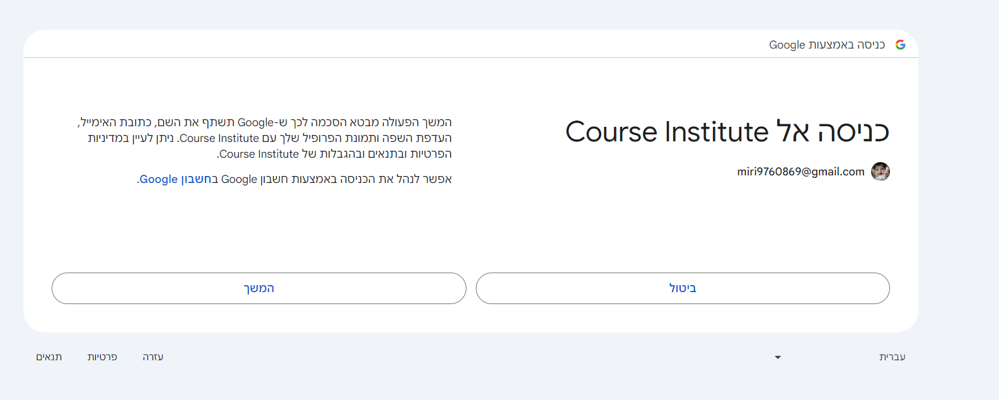 כניסה באמצעות Google
כניסה אל Course Institute
miri9760869@gmail.com
המשך הפעולה מבטא הסכמה לכך ש-Google תשתף את השם, כתובת האימייל,
העדפת השפה ותמונת הפרופיל שלך עם Course Institute. ניתן לעיין במדיניות
הפרטיות ובתנאים ובהגבלות של Course Institute.
אפשר לנהל את הכניסה באמצעות חשבון Google בחשבון Google.
ביטול
המשך
עברית
עזרה
פרטיות
תנאים